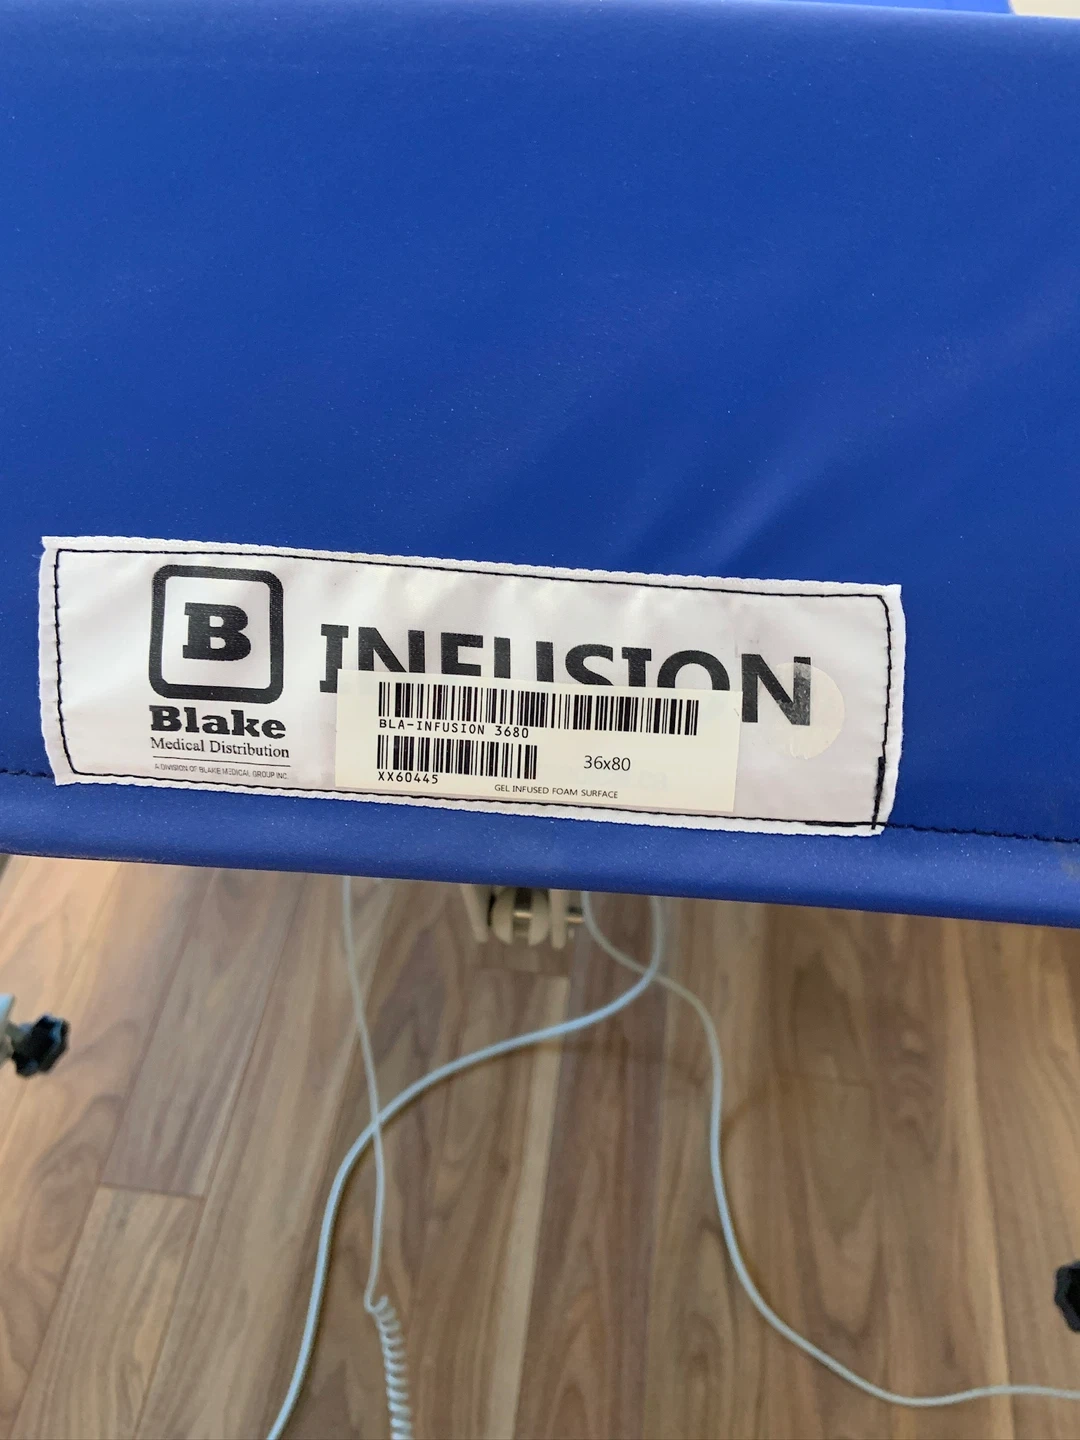 B
Blake
Medical Distribution
A DIVISION OF BLAKE MEDICAL GROUP INC.
INFUSION
BLA-INFUSION 3680
XX60445
36x80
GEL INFUSED FOAM SURFACE